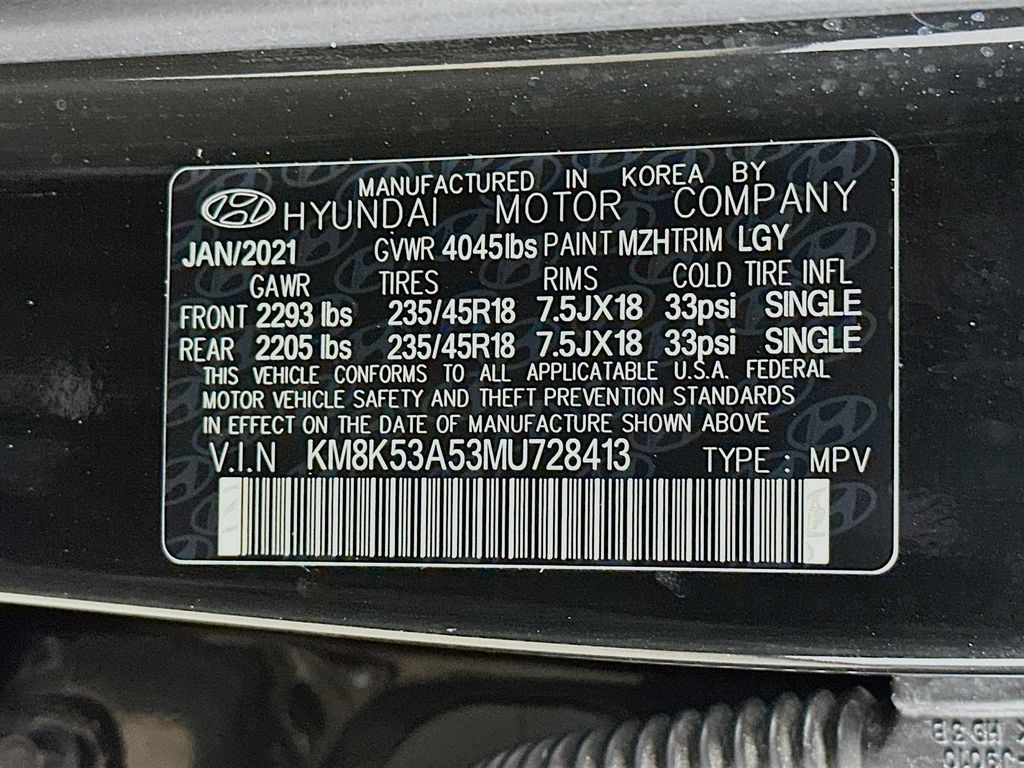 MANUFACTURED IN KOREA BY
HYUNDAI MOTOR COMPANY
JAN/2021 GVWR 4045lbs PAINT MZH TRIM LGY
GAWR TIRES RIMS COLD TIRE INFL
FRONT 2293 lbs 235/45R18 7.5JX18 33psi SINGLE
REAR 2205 lbs 235/45R18 7.5JX18 33psi SINGLE
THIS VEHICLE CONFORMS TO ALL APPLICATABLE U.S.A. FEDERAL
MOTOR VEHICLE SAFETY AND THEFT PREVENTION STANDARDS
IN EFFECT ON THE DATE OF MANUFACTURE SHOWN ABOVE
V.I.N KM8K53A53MU728413 TYPE : MPV